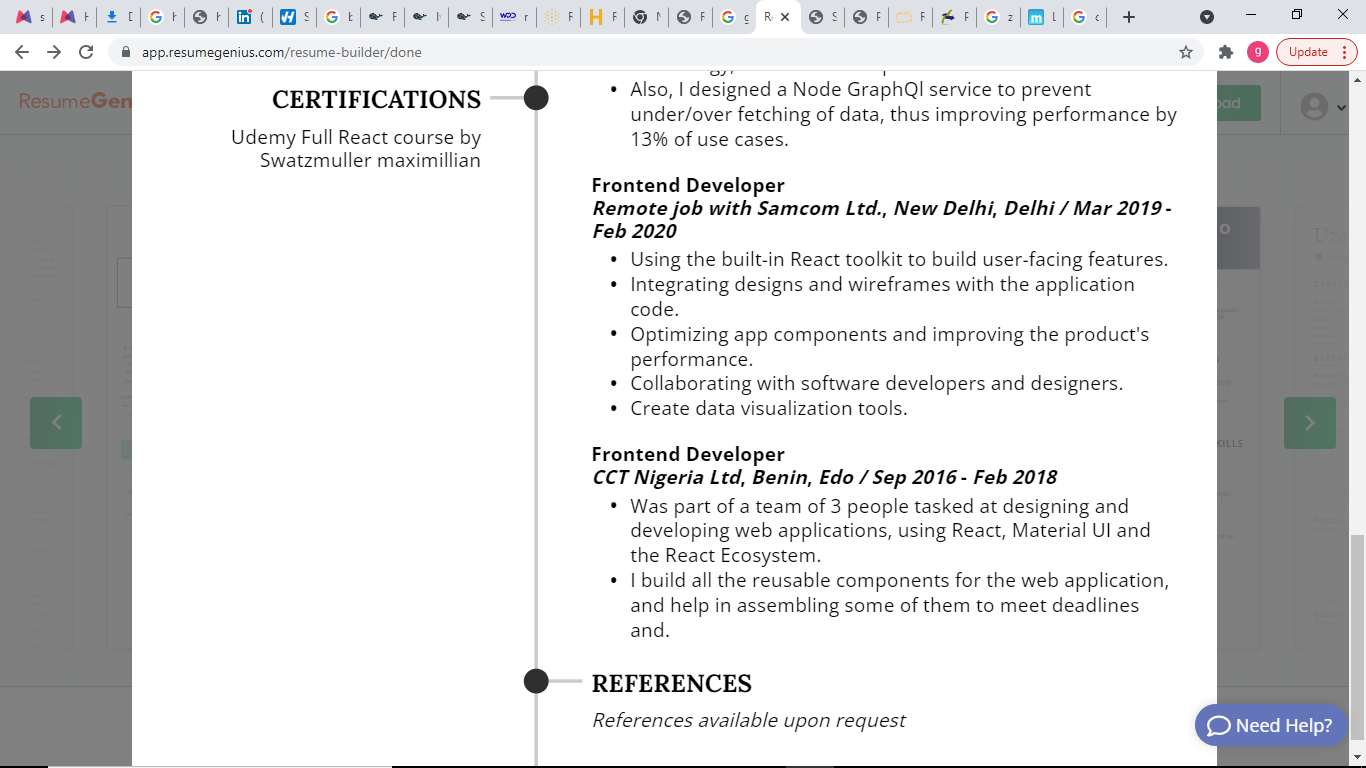 Update
app.resumegenius.com/resume-builder/done
ResumeGen
CERTIFICATIONS
Udemy Full React course by
Swatzmuller maximillian
• Also, I designed a Node GraphQl service to prevent
under/over fetching of data, thus improving performance by
13% of use cases.
Frontend Developer
Remote job with Samcom Ltd., New Delhi, Delhi / Mar 2019 -
Feb 2020
• Using the built-in React toolkit to build user-facing features.
• Integrating designs and wireframes with the application
code.
• Optimizing app components and improving the product's
performance.
• Collaborating with software developers and designers.
• Create data visualization tools.
Frontend Developer
CCT Nigeria Ltd, Benin, Edo / Sep 2016 - Feb 2018
• Was part of a team of 3 people tasked at designing and
developing web applications, using React, Material UI and
the React Ecosystem.
• I build all the reusable components for the web application,
and help in assembling some of them to meet deadlines
and.
REFERENCES
References available upon request
Need Help?